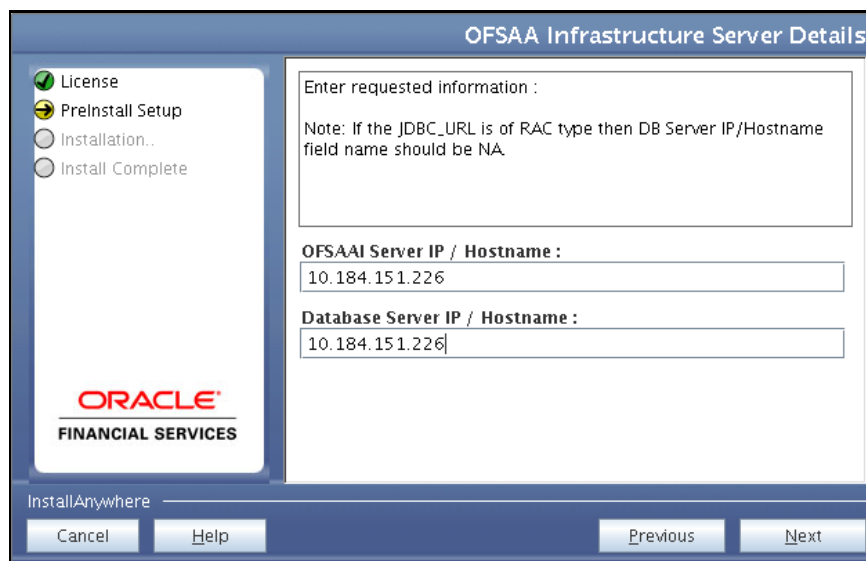 OFSAA Infrastructure Server Details
License
PreInstall Setup
Installation..
Install Complete
Enter requested information :
Note: If the JDBC_URL is of RAC type then DB Server IP/Hostname
field name should be NA.
OFSAAI Server IP / Hostname :
10.184.151.226
Database Server IP / Hostname :
10.184.151.226
ORACLE
FINANCIAL SERVICES
InstallAnywhere
Cancel
Help
Previous
Next